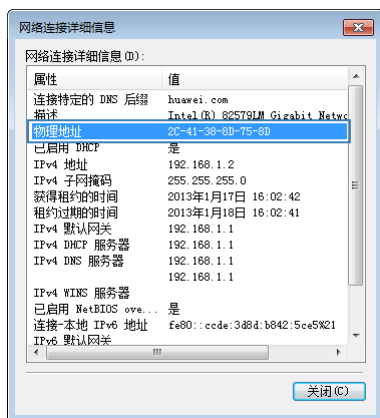 网络连接详细信息
网络连接详细信息(D):
属性 值
连接特定的 DNS 后缀 huawei.com
描述 Intel(R) 82579LM Gigabit Netwo
物理地址 2C-41-38-8D-75-8D
已启用 DHCP 是
IPv4 地址 192.168.1.2
IPv4 子网掩码 255.255.255.0
获得租约的时间 2013年1月17日 16:02:42
租约过期的时间 2013年1月18日 16:02:41
IPv4 默认网关 192.168.1.1
IPv4 DHCP 服务器 192.168.1.1
IPv4 DNS 服务器 192.168.1.1
192.168.1.1
IPv4 WINS 服务器
已启用 NetBIOS ove... 是
连接-本地 IPv6 地址 fe80::ccde:3d8d:b842:5ce5%21
IPv6 默认网关
关闭(C)